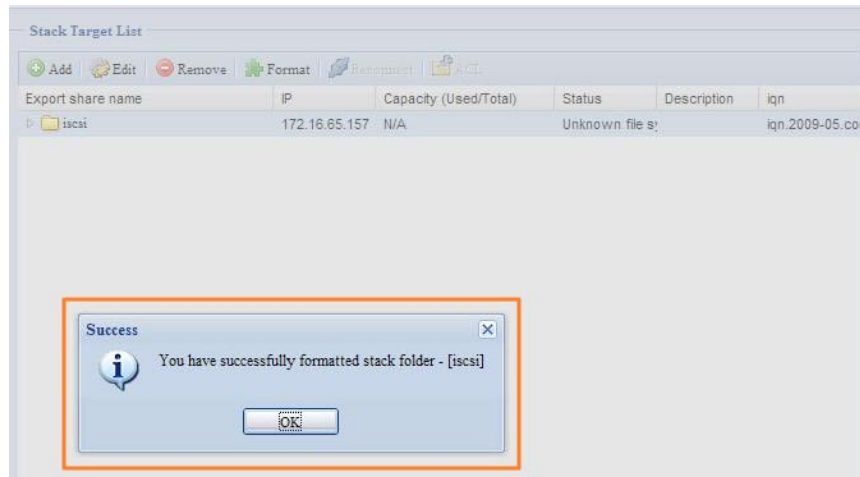 Stack Target List
Add Edit Remove Format Reconnect ACL
Export share name IP Capacity (Used/Total) Status Description iqn
iscsi 172.16.65.157 N/A Unknown file sy iqn.2009-05.co
Success
You have successfully formatted stack folder - [iscsi]
OK